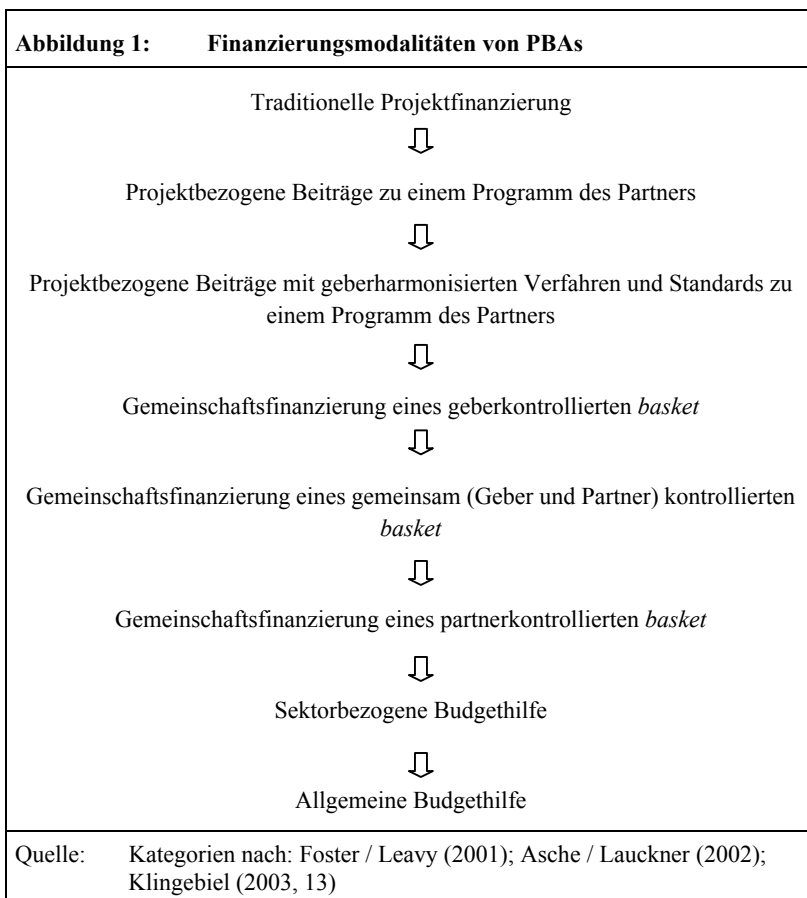 Abbildung 1: Finanzierungsmodalitäten von PBAs
Traditionelle Projektfinanzierung
Projektbezogene Beiträge zu einem Programm des Partners
Projektbezogene Beiträge mit geberharmonisierten Verfahren und Standards zu
einem Programm des Partners
Gemeinschaftsfinanzierung eines geberkontrollierten basket
Gemeinschaftsfinanzierung eines gemeinsam (Geber und Partner) kontrollierten
basket
Gemeinschaftsfinanzierung eines partnerkontrollierten basket
Sektorbezogene Budgethilfe
Allgemeine Budgethilfe
Quelle: Kategorien nach: Foster / Leavy (2001); Asche / Lauckner (2002);
Klingebiel (2003, 13)